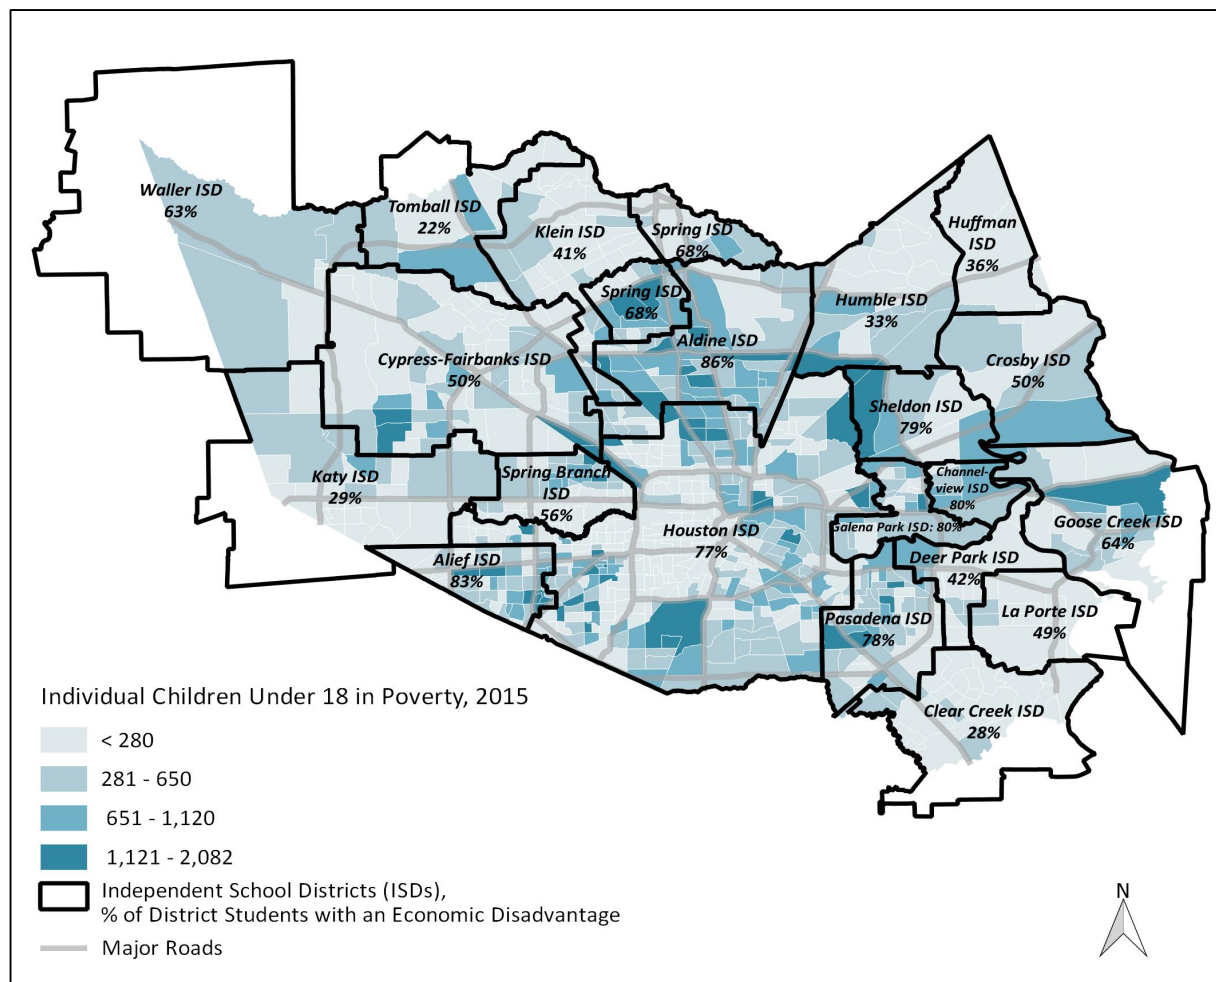 Waller ISD
63%
Tomball ISD
22%
Klein ISD
41%
Spring ISD
68%
Huffman
ISD
36%
Spring ISD
68%
Humble ISD
33%
Aldine ISD
86%
Cypress-Fairbanks ISD
50%
Crosby ISD
50%
Sheldon ISD
79%
Katy ISD
29%
Spring Branch
ISD
56%
Channel-
view ISD
80%
Houston ISD
77%
Galena Park ISD: 80%
Goose Creek ISD
64%
Alief ISD
83%
Deer Park ISD
42%
La Porte ISD
49%
Pasadena ISD
78%
Clear Creek ISD
28%
Individual Children Under 18 in Poverty, 2015
< 280
281 - 650
651 - 1,120
1,121 - 2,082
Independent School Districts (ISDs),
% of District Students with an Economic Disadvantage
Major Roads
N